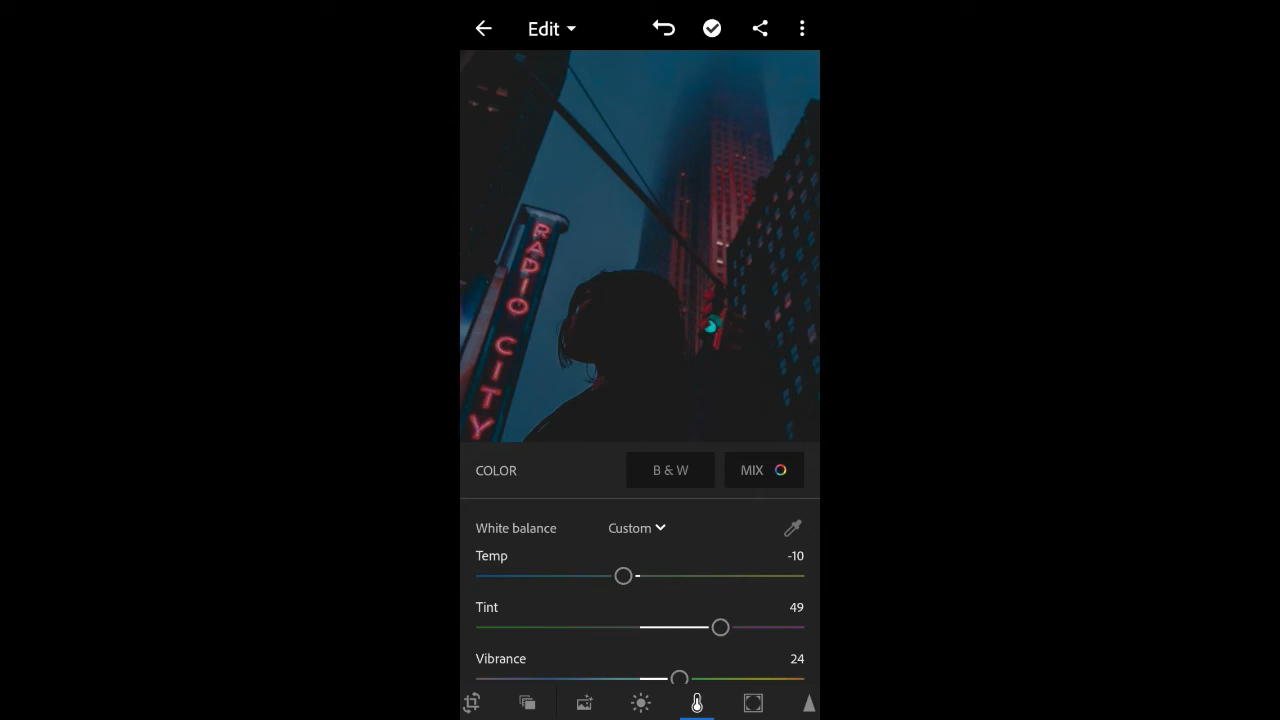 Edit
RADIO CITY
COLOR B & W MIX
White balance Custom
Temp -10
Tint 49
Vibrance 24